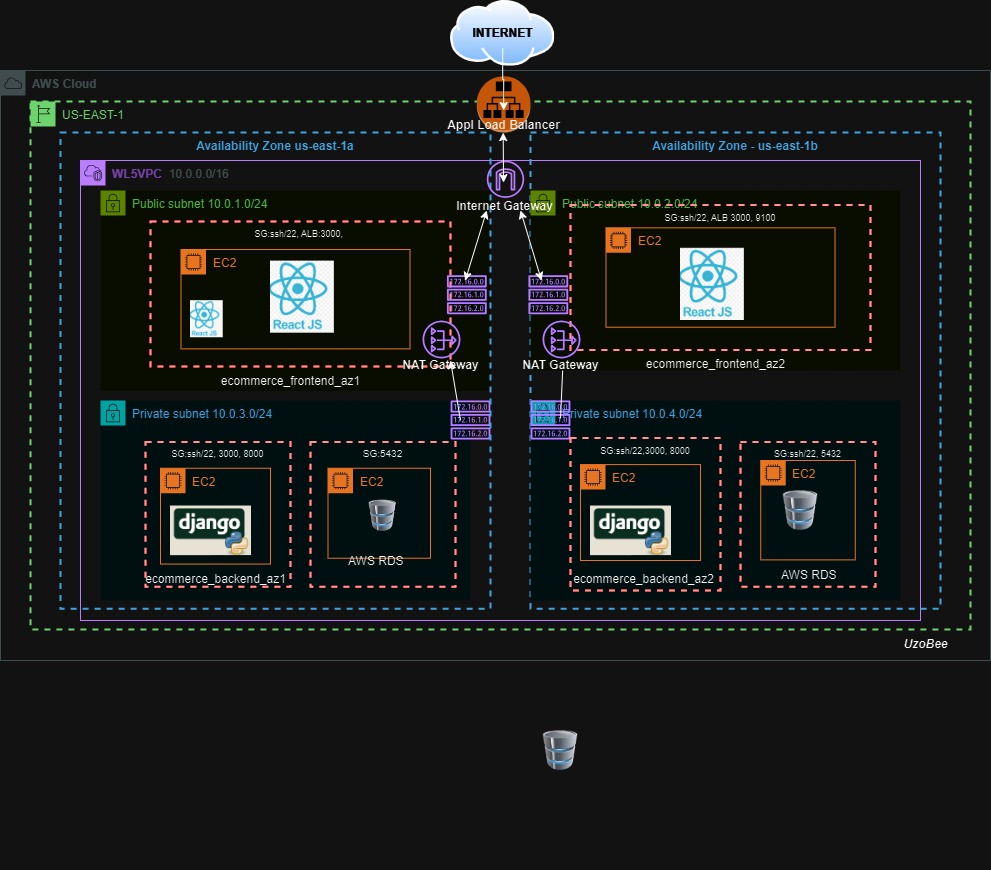 INTERNET
AWS Cloud
US-EAST-1
Appl Load Balancer
Availability Zone us-east-1a
Availability Zone - us-east-1b
WL5VPC 10.0.0.0/16
Internet Gateway
Public subnet 10.0.1.0/24
SG:ssh/22, ALB:3000,
EC2
React JS
React JS
ecommerce_frontend_az1
172.16.0.0
172.16.1.0
172.16.2.0
NAT Gateway
Public subnet 10.0.2.0/24
SG:ssh/22, ALB 3000, 9100
EC2
React JS
ecommerce_frontend_az2
172.16.0.0
172.16.1.0
172.16.2.0
NAT Gateway
Private subnet 10.0.3.0/24
172.16.0.0
172.16.1.0
172.16.2.0
SG:ssh/22, 3000, 8000
EC2
django
ecommerce_backend_az1
SG:5432
EC2
AWS RDS
Private subnet 10.0.4.0/24
172.16.2.0
SG:ssh/22,3000, 8000
EC2
django
ecommerce_backend_az2
SG:ssh/22, 5432
EC2
AWS RDS
UzoBee